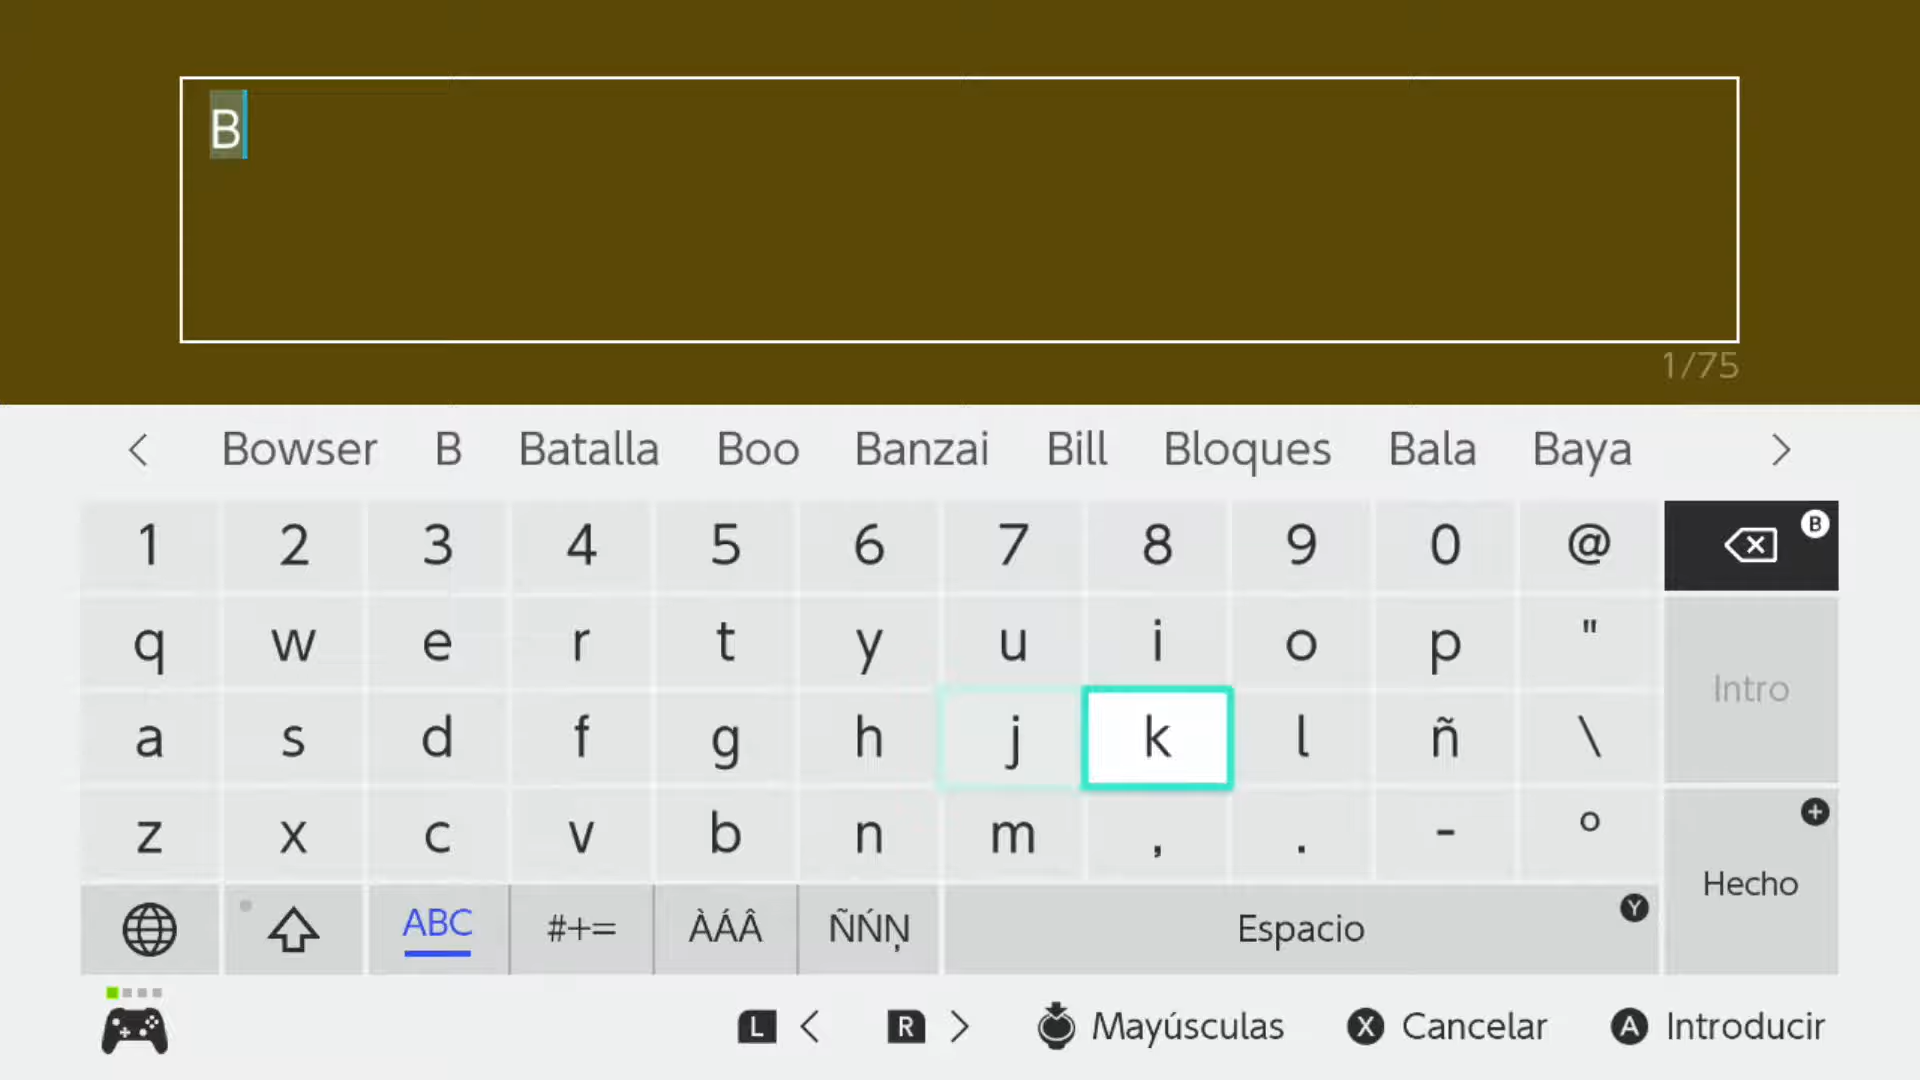 B
1/75
< Bowser B Batalla Boo Banzai Bill Bloques Bala Baya >
1 2 3 4 5 6 7 8 9 0 @ B
q w e r t y u i o p "
Intro
a s d f g h j k l ñ \
z x c v b n m , . - º +
Hecho
ABC #+= ÀÁÂ ÑŃŅ Espacio Y
L < R > Mayúsculas X Cancelar A Introducir